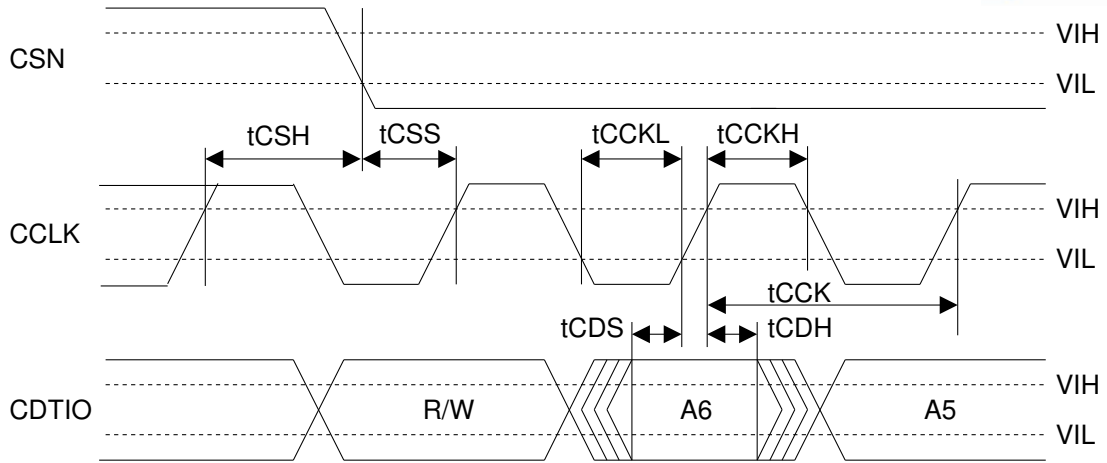 VIH
CSN
VIL
tCSH tCSS tCCKL tCCKH
VIH
CCLK
VIL
tCCK
tCDS tCDH
VIH
CDTIO R/W A6 A5
VIL